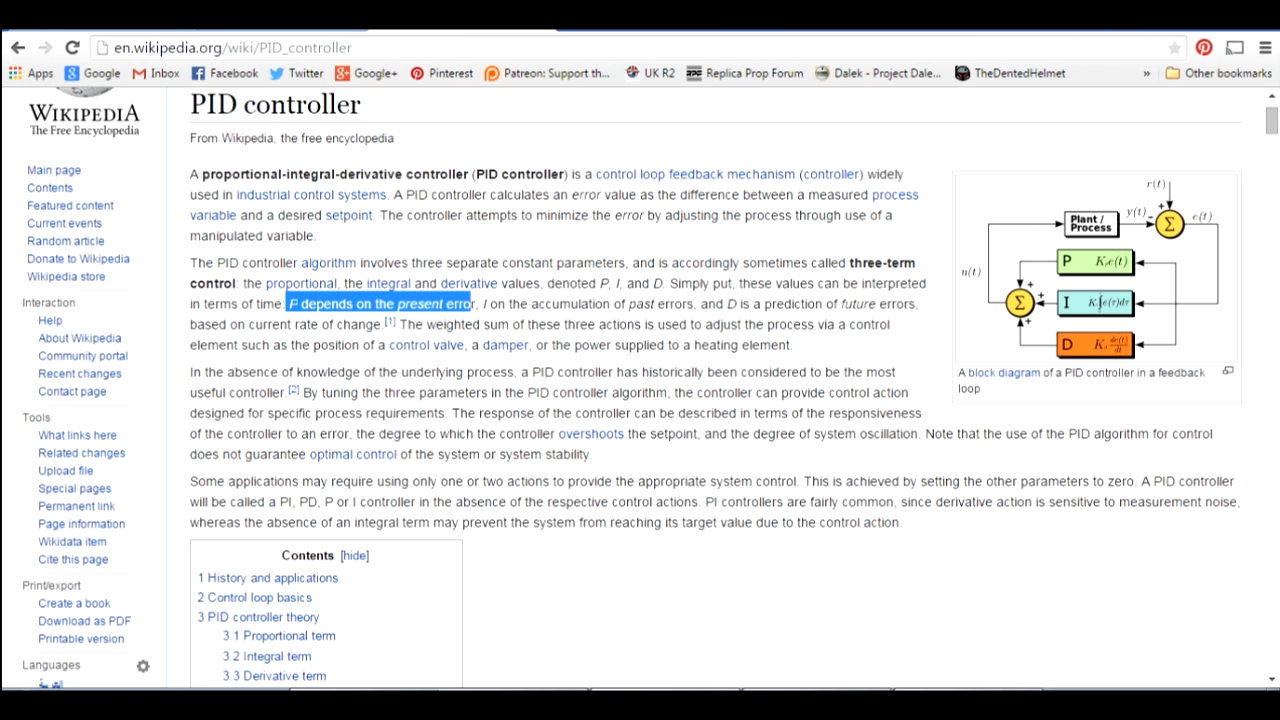 en.wikipedia.org/wiki/PID_controller
Apps Google Inbox Facebook Twitter Google+ Pinterest Patreon: Support th... UK R2 Replica Prop Forum Dalek - Project Dale... TheDentedHelmet » Other bookmarks
WIKIPEDIA
The Free Encyclopedia
Main page
Contents
Featured content
Current events
Random article
Donate to Wikipedia
Wikipedia store
Interaction
Help
About Wikipedia
Community portal
Recent changes
Contact page
Tools
What links here
Related changes
Upload file
Special pages
Permanent link
Page information
Wikidata item
Cite this page
Print/export
Create a book
Download as PDF
Printable version
Languages
العربية
PID controller
From Wikipedia, the free encyclopedia
A proportional-integral-derivative controller (PID controller) is a control loop feedback mechanism (controller) widely
used in industrial control systems. A PID controller calculates an error value as the difference between a measured process
variable and a desired setpoint. The controller attempts to minimize the error by adjusting the process through use of a
manipulated variable.
The PID controller algorithm involves three separate constant parameters, and is accordingly sometimes called three-term
control: the proportional, the integral and derivative values, denoted P, I, and D. Simply put, these values can be interpreted
in terms of time: P depends on the present error, I on the accumulation of past errors, and D is a prediction of future errors,
based on current rate of change.[1] The weighted sum of these three actions is used to adjust the process via a control
element such as the position of a control valve, a damper, or the power supplied to a heating element.
In the absence of knowledge of the underlying process, a PID controller has historically been considered to be the most
useful controller.[2] By tuning the three parameters in the PID controller algorithm, the controller can provide control action
designed for specific process requirements. The response of the controller can be described in terms of the responsiveness
of the controller to an error, the degree to which the controller overshoots the setpoint, and the degree of system oscillation. Note that the use of the PID algorithm for control
does not guarantee optimal control of the system or system stability.
Some applications may require using only one or two actions to provide the appropriate system control. This is achieved by setting the other parameters to zero. A PID controller
will be called a PI, PD, P or I controller in the absence of the respective control actions. PI controllers are fairly common, since derivative action is sensitive to measurement noise,
whereas the absence of an integral term may prevent the system from reaching its target value due to the control action.
r(t)
Plant /
Process
y(t) - + Σ e(t)
P
u(t)
Σ + + +
I
D
A block diagram of a PID controller in a feedback
loop
Contents [hide]
1 History and applications
2 Control loop basics
3 PID controller theory
3.1 Proportional term
3.2 Integral term
3.3 Derivative term